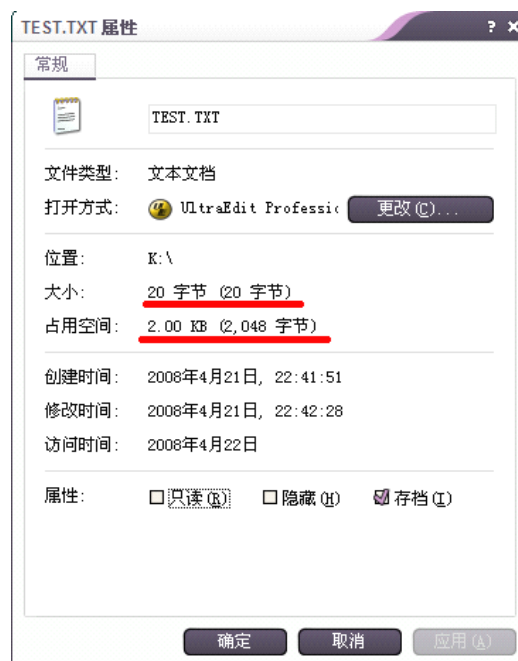 TEST.TXT 属性
? ×
常规
TEST.TXT
文件类型: 文本文档
打开方式: UltraEdit Professio 更改(C)...
位置: K:\
大小: 20 字节 (20 字节)
占用空间: 2.00 KB (2,048 字节)
创建时间: 2008年4月21日, 22:41:51
修改时间: 2008年4月21日, 22:42:28
访问时间: 2008年4月22日
属性: 只读(R) 隐藏(H) 存档(I)
确定 取消 应用(A)